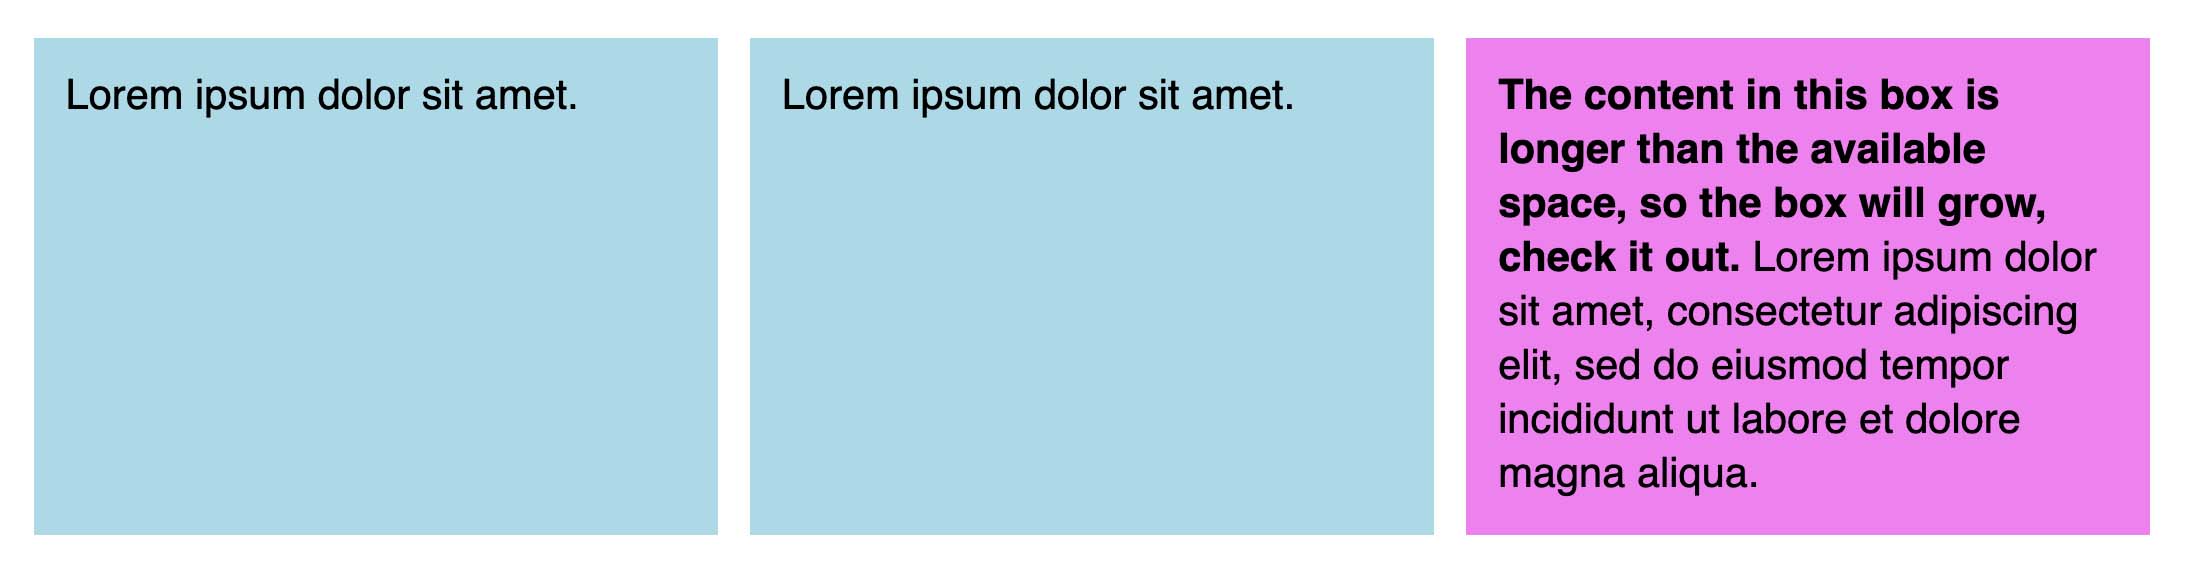 Lorem ipsum dolor sit amet.
Lorem ipsum dolor sit amet.
The content in this box is
longer than the available
space, so the box will grow,
check it out. Lorem ipsum dolor
sit amet, consectetur adipiscing
elit, sed do eiusmod tempor
incididunt ut labore et dolore
magna aliqua.